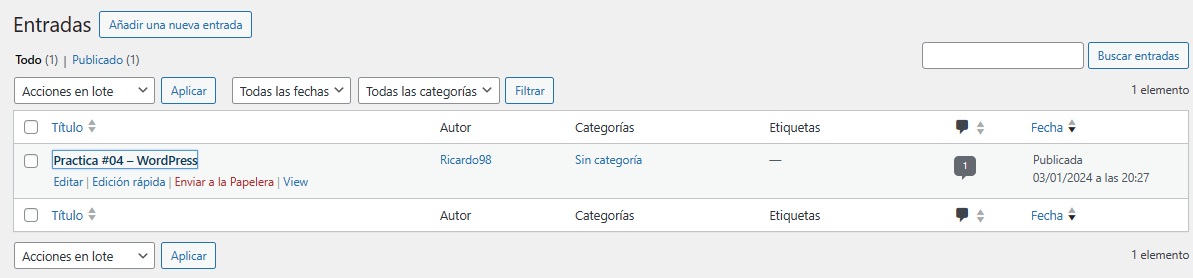 Entradas Añadir una nueva entrada
Todo (1) | Publicado (1)
Buscar entradas
Acciones en lote Aplicar Todas las fechas Todas las categorías Filtrar 1 elemento
Título Autor Categorías Etiquetas Fecha
Practica #04 – WordPress Ricardo98 Sin categoría — 1 Publicada
Editar | Edición rápida | Enviar a la Papelera | View 03/01/2024 a las 20:27
Título Autor Categorías Etiquetas Fecha
Acciones en lote Aplicar 1 elemento